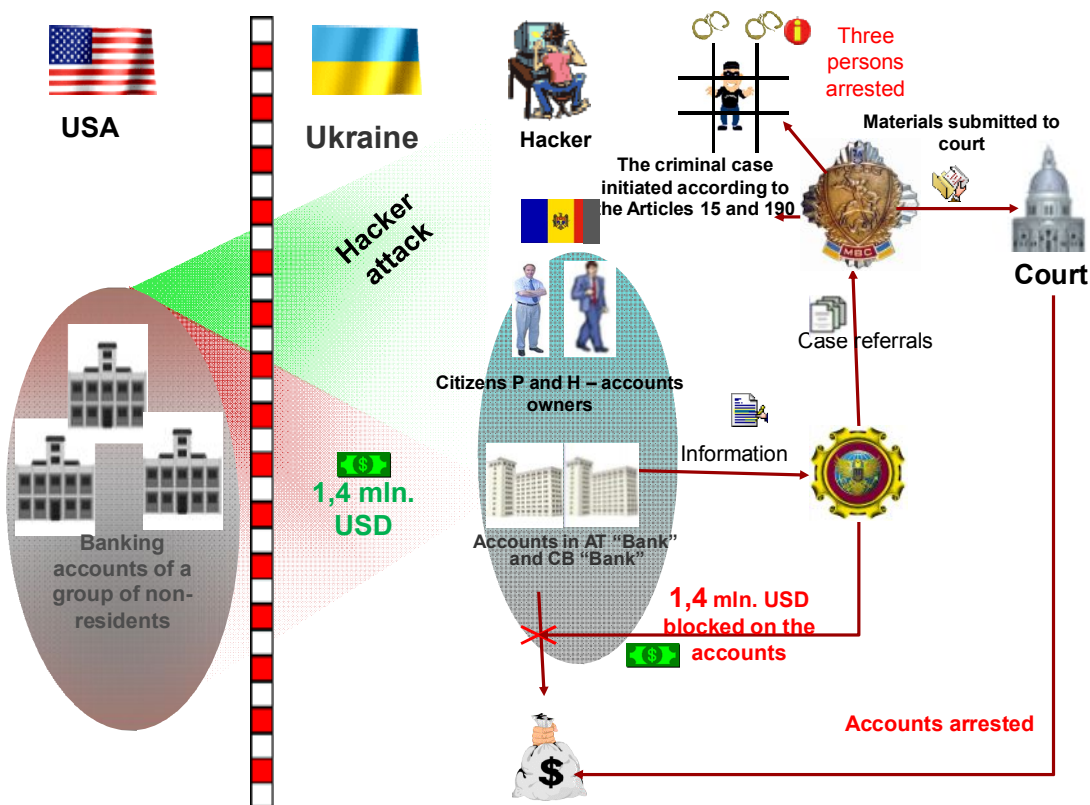 USA
Ukraine
Hacker
Three
persons
arrested
Materials submitted to
court
The criminal case
initiated according to
the Articles 15 and 190
МВС
Court
Hacker
attack
Case referrals
Citizens P and H – accounts
owners
Information
1,4 mln.
USD
Banking
accounts of a
group of non-
residents
Accounts in AT “Bank”
and CB “Bank”
1,4 mln. USD
blocked on the
accounts
Accounts arrested
$